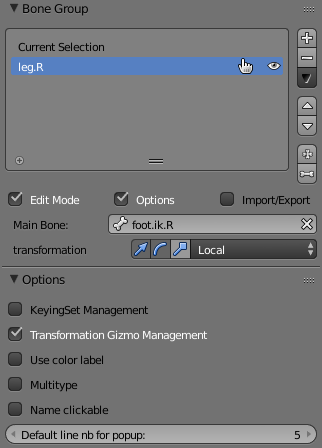 Bone Group
Current Selection
leg.R
Edit Mode Options Import/Export
Main Bone: foot.ik.R
transformation Local
Options
KeyingSet Management
Transformation Gizmo Management
Use color label
Multitype
Name clickable
Default line nb for popup: 5